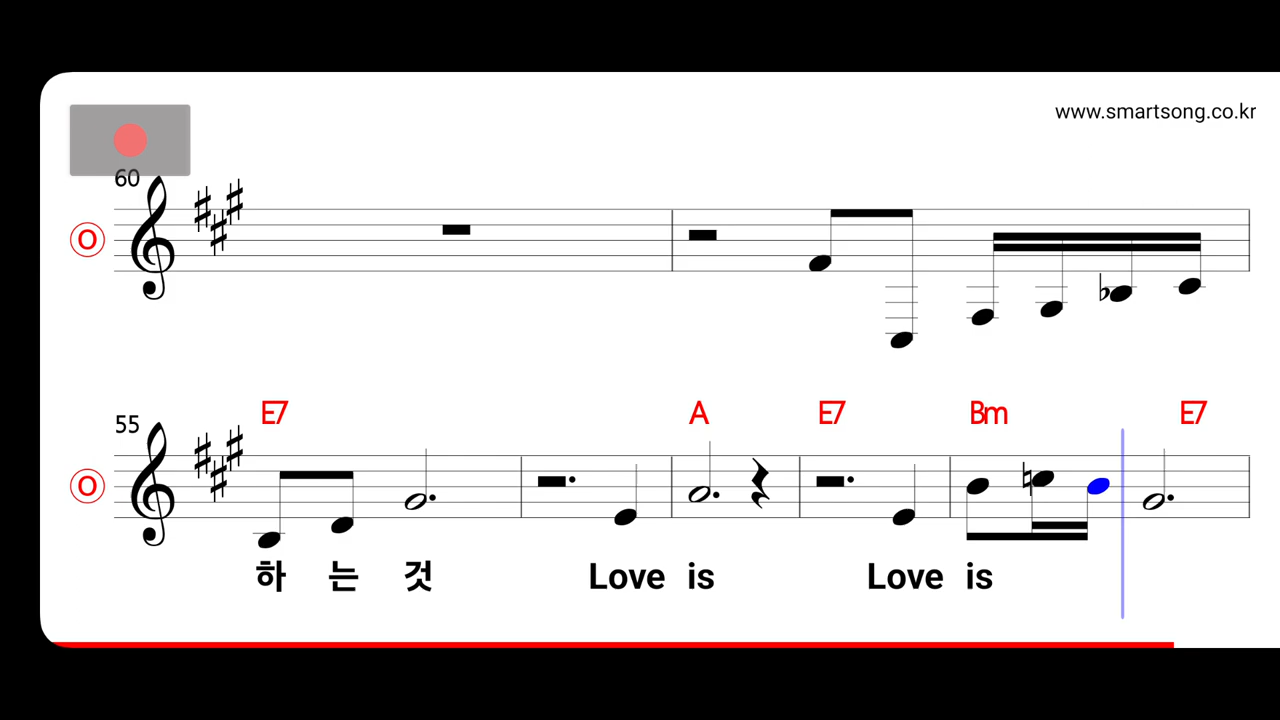 www.smartsong.co.kr
60
O
55
E7 A E7 Bm E7
O
하 는 것 Love is Love is